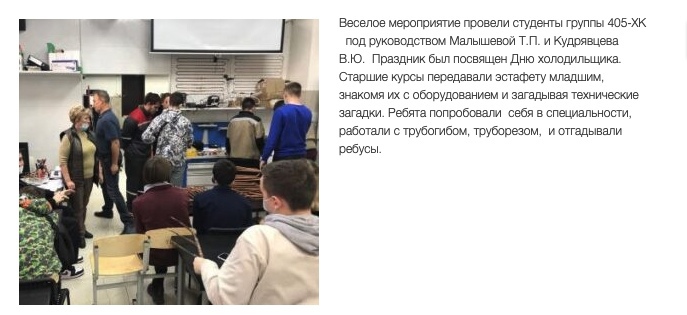 Веселое мероприятие провели студенты группы 405-ХК
под руководством Малышевой Т.П. и Кудрявцева
В.Ю. Праздник был посвящен Дню холодильщика.
Старшие курсы передавали эстафету младшим,
знакомя их с оборудованием и загадывая технические
загадки. Ребята попробовали себя в специальности,
работали с трубогибом, труборезом, и отгадывали
ребусы.